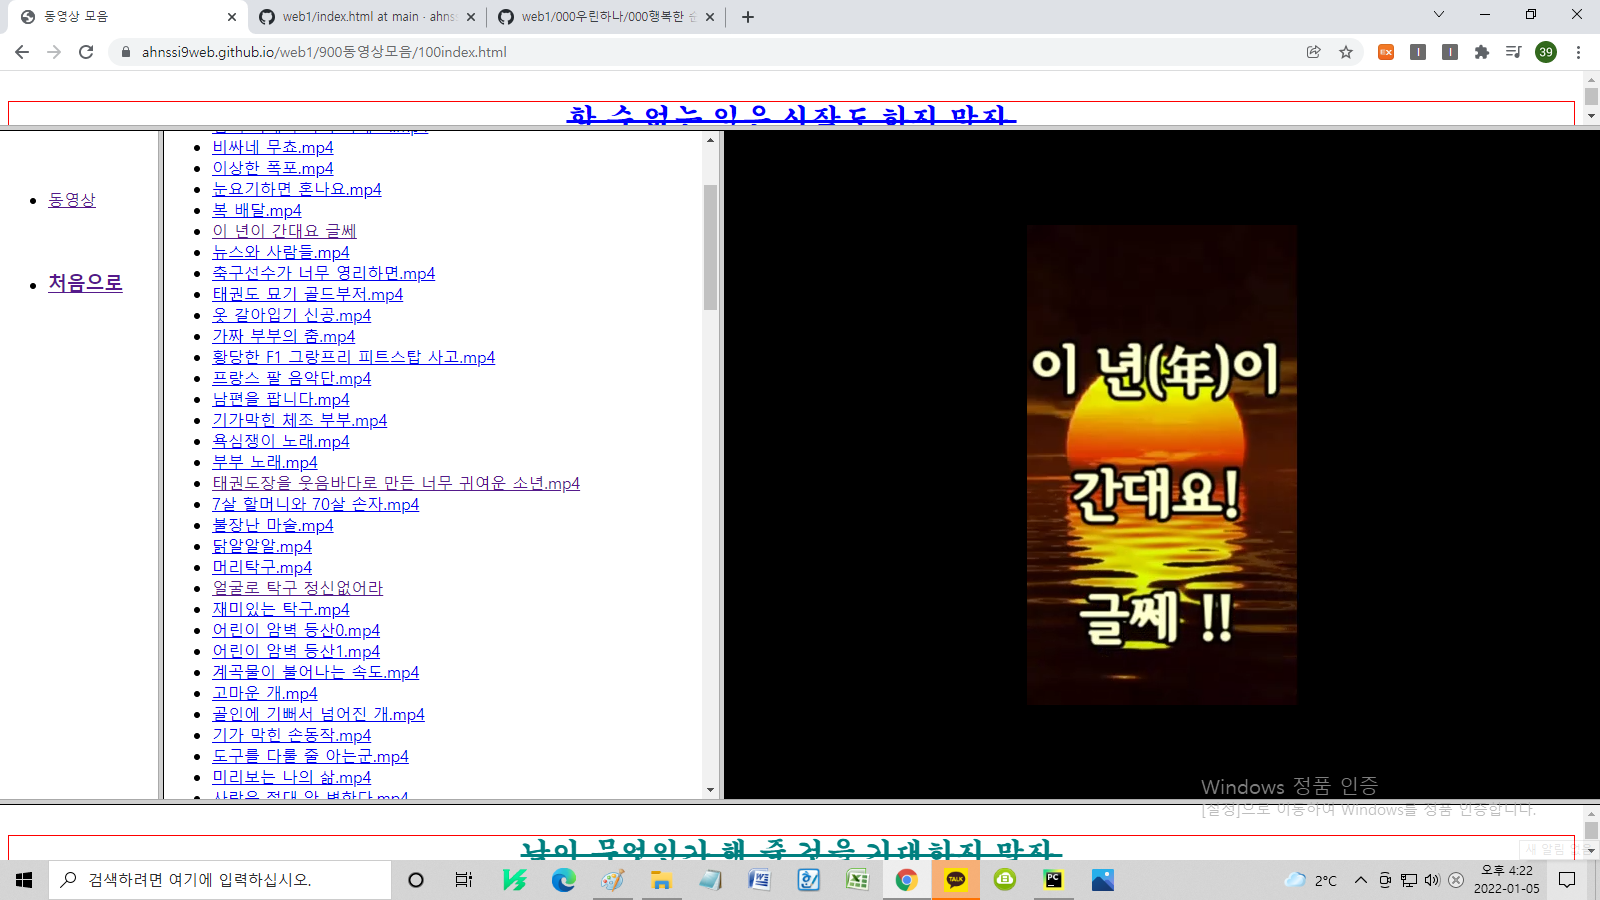 동영상 모음
web1/index.html at main · ahnss
web1/000우린하나/000행복한 순
ahnssi9web.github.io/web1/900동영상모음/100index.html
39
할 수 없는 일은 시작도 하지 말자
동영상
처음으로
비싸네 무쵸.mp4
이상한 폭포.mp4
눈요기하면 혼나요.mp4
복 배달.mp4
이 년이 간대요 글쎄
뉴스와 사람들.mp4
축구선수가 너무 영리하면.mp4
태권도 묘기 골드부저.mp4
옷 갈아입기 신공.mp4
가짜 부부의 춤.mp4
황당한 F1 그랑프리 피트스탑 사고.mp4
프랑스 팔 음악단.mp4
남편을 팝니다.mp4
기가막힌 체조 부부.mp4
욕심쟁이 노래.mp4
부부 노래.mp4
태권도장을 웃음바다로 만든 너무 귀여운 소년.mp4
7살 할머니와 70살 손자.mp4
불장난 마술.mp4
닭알알알.mp4
머리탁구.mp4
얼굴로 탁구 정신없어라
재미있는 탁구.mp4
어린이 암벽 등산0.mp4
어린이 암벽 등산1.mp4
계곡물이 불어나는 속도.mp4
고마운 개.mp4
골인에 기뻐서 넘어진 개.mp4
기가 막힌 손동작.mp4
도구를 다룰 줄 아는군.mp4
미리보는 나의 삶.mp4
사랑은 절대 안 변한다.mp4
이 년(年)이
간대요!
글쎄 !!
Windows 정품 인증
[설정]으로 이동하여 Windows를 정품 인증합니다.
남이 무엇인가 해 줄 것을 기대하지 말자
새 알림 없음
검색하려면 여기에 입력하십시오.
TALK
2°C
오후 4:22
2022-01-05